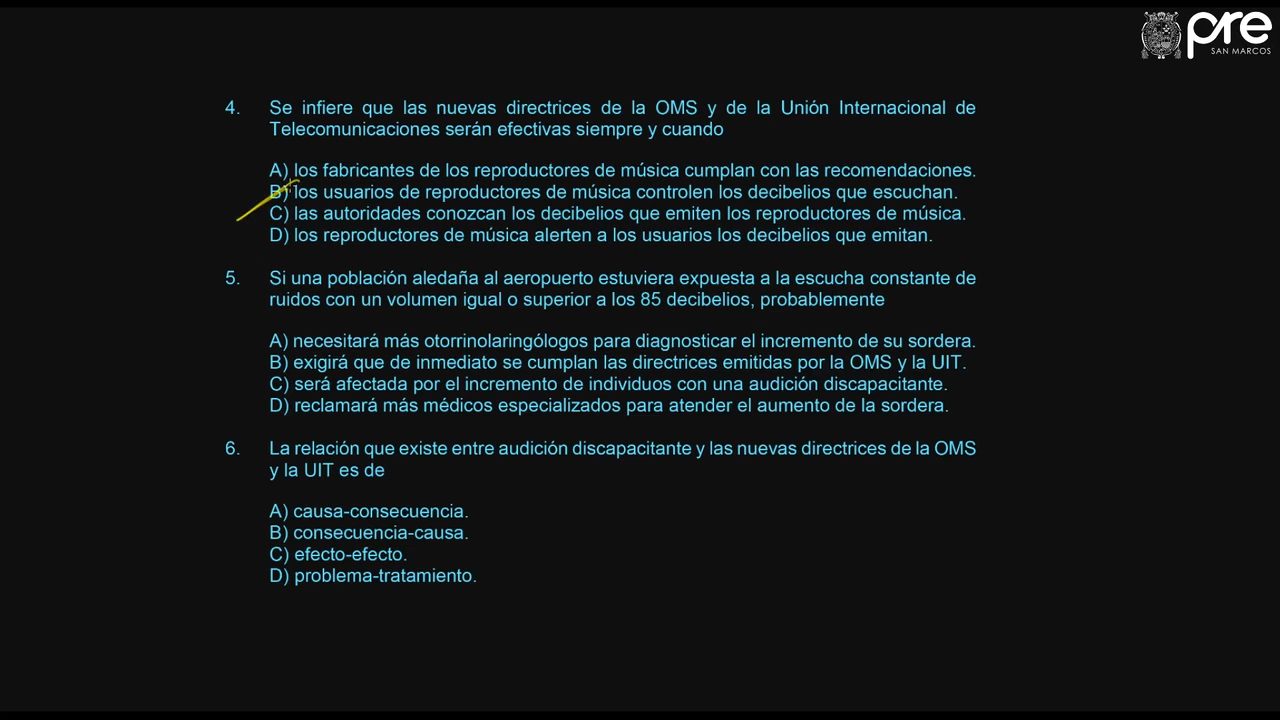 pre
SAN MARCOS
4. Se infiere que las nuevas directrices de la OMS y de la Unión Internacional de
Telecomunicaciones serán efectivas siempre y cuando
A) los fabricantes de los reproductores de música cumplan con las recomendaciones.
B) los usuarios de reproductores de música controlen los decibelios que escuchan.
C) las autoridades conozcan los decibelios que emiten los reproductores de música.
D) los reproductores de música alerten a los usuarios los decibelios que emitan.
5. Si una población aledaña al aeropuerto estuviera expuesta a la escucha constante de
ruidos con un volumen igual o superior a los 85 decibelios, probablemente
A) necesitará más otorrinolaringólogos para diagnosticar el incremento de su sordera.
B) exigirá que de inmediato se cumplan las directrices emitidas por la OMS y la UIT.
C) será afectada por el incremento de individuos con una audición discapacitante.
D) reclamará más médicos especializados para atender el aumento de la sordera.
6. La relación que existe entre audición discapacitante y las nuevas directrices de la OMS
y la UIT es de
A) causa-consecuencia.
B) consecuencia-causa.
C) efecto-efecto.
D) problema-tratamiento.